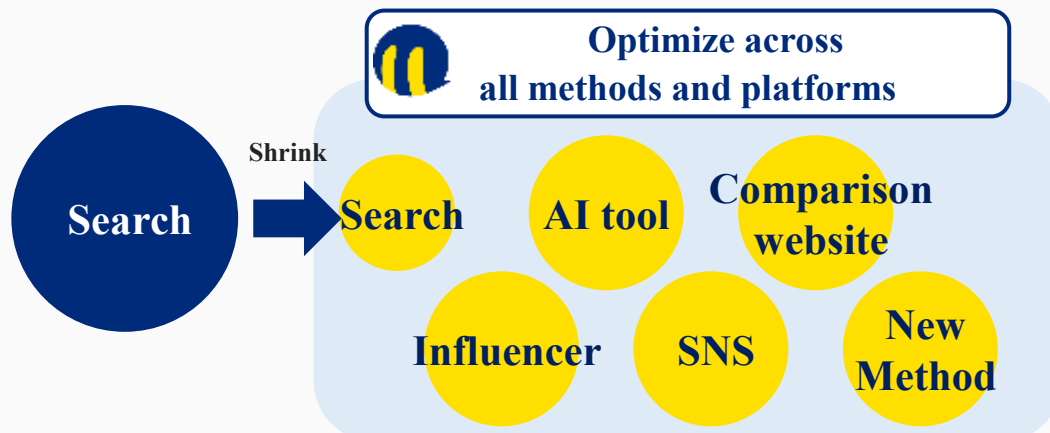 Optimize across
all methods and platforms
Shrink
Search
Search
AI tool
Comparison
website
Influencer
SNS
New
Method